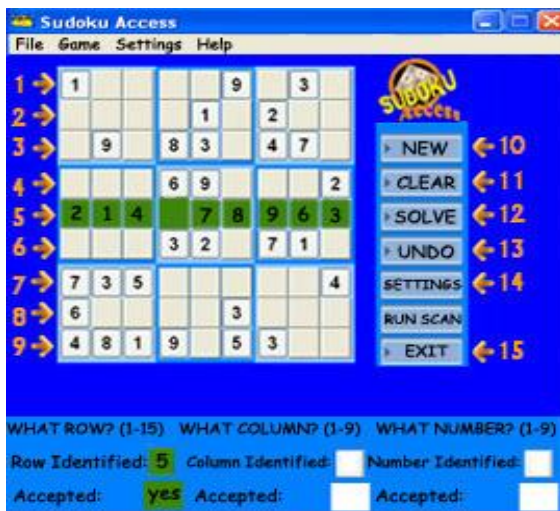 Sudoku Access
File Game Settings Help
SUDOKU
Access
1 1 9 3
2 1 2
3 9 8 3 4 7 NEW 10
4 6 9 2 CLEAR 11
5 2 1 4 7 8 9 6 3 SOLVE 12
6 3 2 7 1 UNDO 13
7 7 3 5 4 SETTINGS 14
8 6 3 RUN SCAN
9 4 8 1 9 5 3 EXIT 15
WHAT ROW? (1-15) WHAT COLUMN? (1-9) WHAT NUMBER? (1-9)
Row Identified: 5 Column Identified: Number Identified:
Accepted: yes Accepted: Accepted: